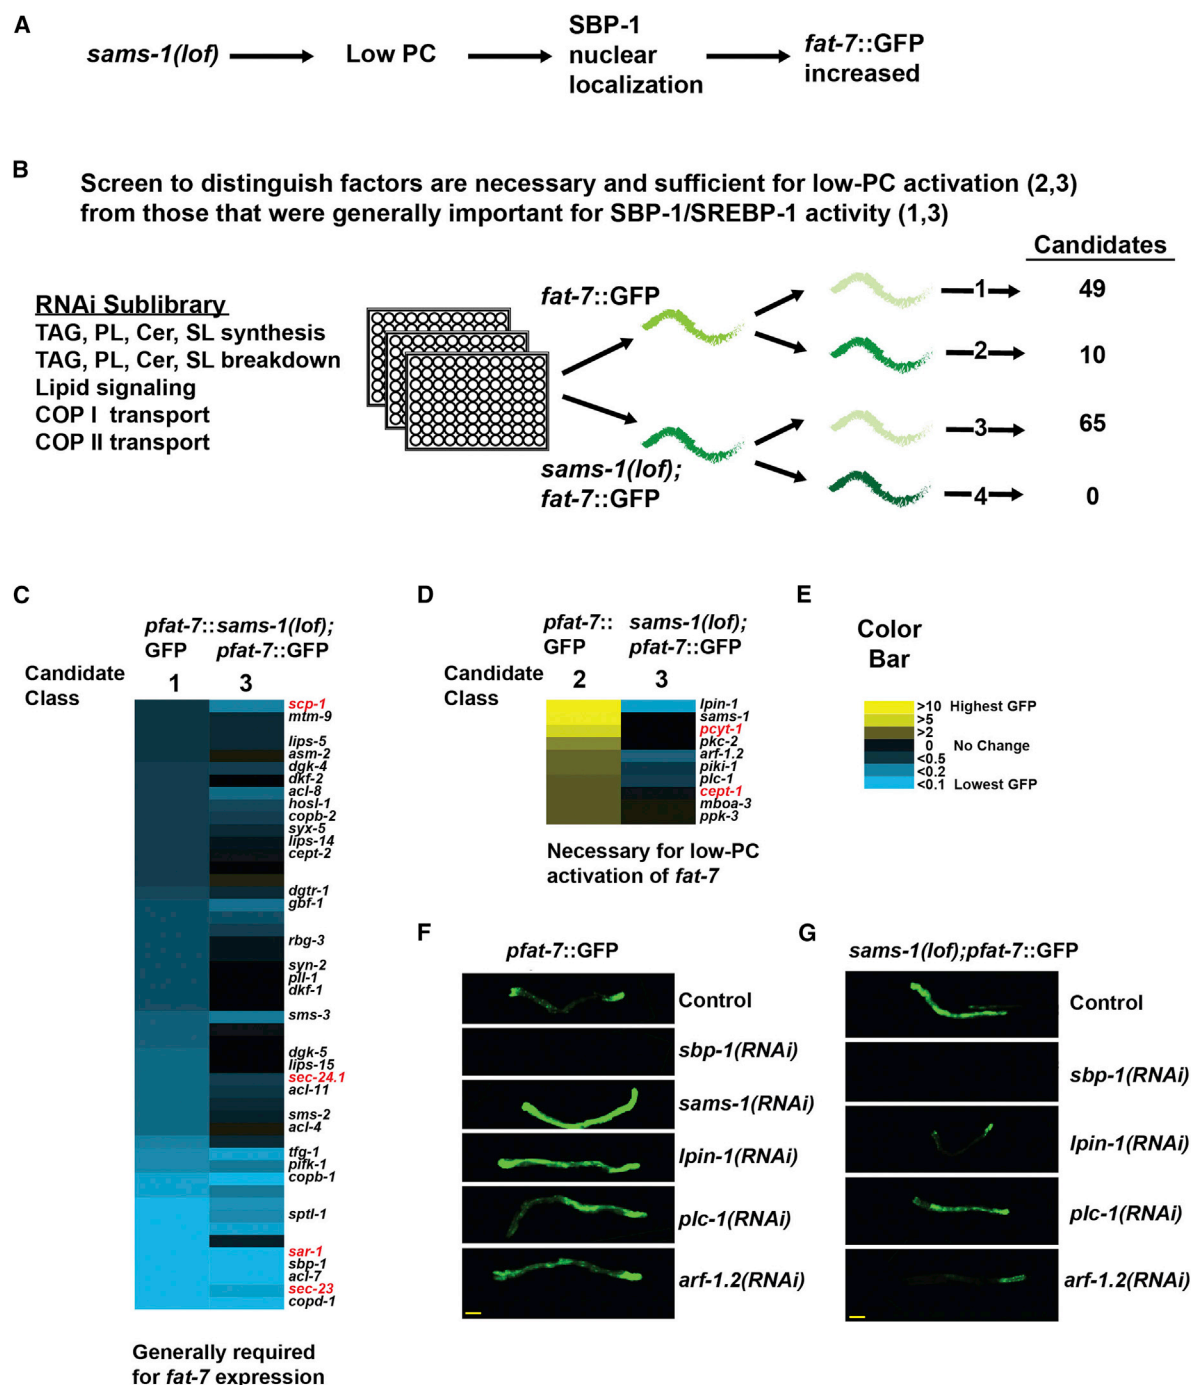 A
sams-1(lof)
Low PC
SBP-1
nuclear
localization
fat-7::GFP
increased
B
Screen to distinguish factors are necessary and sufficient for low-PC activation (2,3)
from those that were generally important for SBP-1/SREBP-1 activity (1,3)
Candidates
RNAi Sublibrary
TAG, PL, Cer, SL synthesis
TAG, PL, Cer, SL breakdown
Lipid signaling
COP I transport
COP II transport
fat-7::GFP
sams-1(lof);
fat-7::GFP
1
49
2
10
3
65
4
0
C
pfat-7::
GFP
sams-1(lof);
pfat-7::GFP
Candidate
Class
1
3
scp-1
mtm-9
lips-5
asm-2
dgk-4
dkf-2
acl-8
hosl-1
copb-2
syx-5
lips-14
cept-2
dgtr-1
gbf-1
rbg-3
syn-2
pll-1
dkf-1
sms-3
dgk-5
lips-15
sec-24.1
acl-11
sms-2
acl-4
tfg-1
pifk-1
copb-1
sptl-1
sar-1
sbp-1
acl-7
sec-23
copd-1
Generally required
for fat-7 expression
D
pfat-7::
GFP
sams-1(lof);
pfat-7::GFP
Candidate
Class
2
3
lpin-1
sams-1
pcyt-1
pkc-2
arf-1.2
piki-1
plc-1
cept-1
mboa-3
ppk-3
Necessary for low-PC
activation of fat-7
E
Color
Bar
>10 Highest GFP
>5
>2
0 No Change
<0.5
<0.2
<0.1 Lowest GFP
F
pfat-7::GFP
Control
sbp-1(RNAi)
sams-1(RNAi)
lpin-1(RNAi)
plc-1(RNAi)
arf-1.2(RNAi)
G
sams-1(lof);pfat-7::GFP
Control
sbp-1(RNAi)
lpin-1(RNAi)
plc-1(RNAi)
arf-1.2(RNAi)